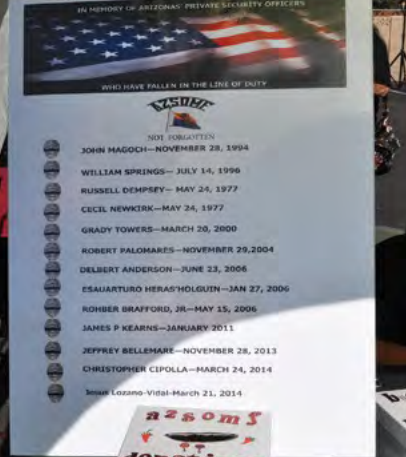 IN MEMORY OF ARIZONAS' PRIVATE SECURITY OFFICERS
WHO HAVE FALLEN IN THE LINE OF DUTY
AZSOMF
NOT FORGOTTEN
JOHN MAGOCH—NOVEMBER 28, 1994
WILLIAM SPRINGS— JULY 14, 1996
RUSSELL DEMPSEY— MAY 24, 1977
CECIL NEWKIRK—MAY 24, 1977
GRADY TOWERS—MARCH 20, 2000
ROBERT PALOMARES—NOVEMBER 29,2004
DELBERT ANDERSON—JUNE 23, 2006
ESAUARTURO HERAS'HOLGUIN—JAN 27, 2006
ROHBER BRAFFORD, JR—MAY 15, 2006
JAMES P KEARNS—JANUARY 2011
JEFFREY BELLEMARE—NOVEMBER 28, 2013
CHRISTOPHER CIPOLLA—MARCH 24, 2014
Lozano-Vidal-March 21, 2014
azsomf